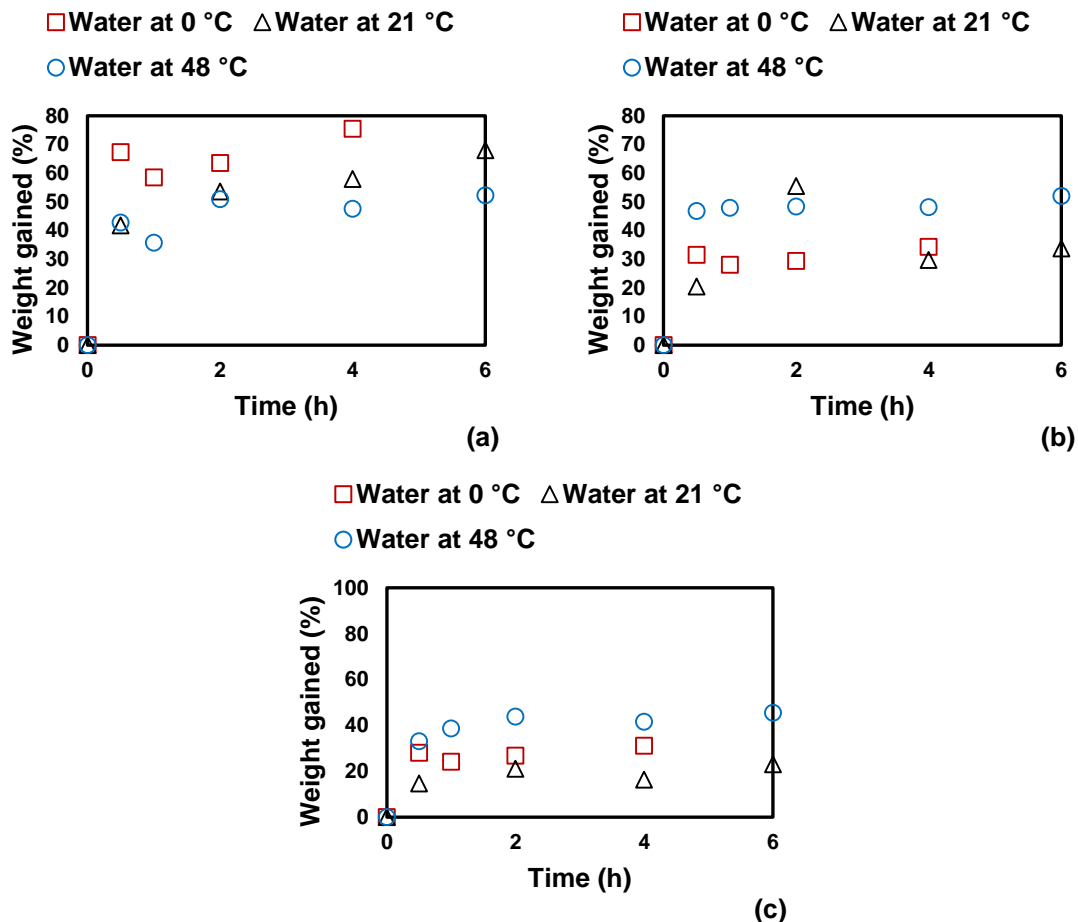 Water at 0 °C Water at 21 °C
Water at 48 °C
Weight gained (%)
80
70
60
50
40
30
20
10
0
0 2 4 6
Time (h)
(a)
Water at 0 °C Water at 21 °C
Water at 48 °C
Weight gained (%)
80
70
60
50
40
30
20
10
0
0 2 4 6
Time (h)
(b)
Water at 0 °C Water at 21 °C
Water at 48 °C
Weight gained (%)
100
80
60
40
20
0
0 2 4 6
Time (h)
(c)